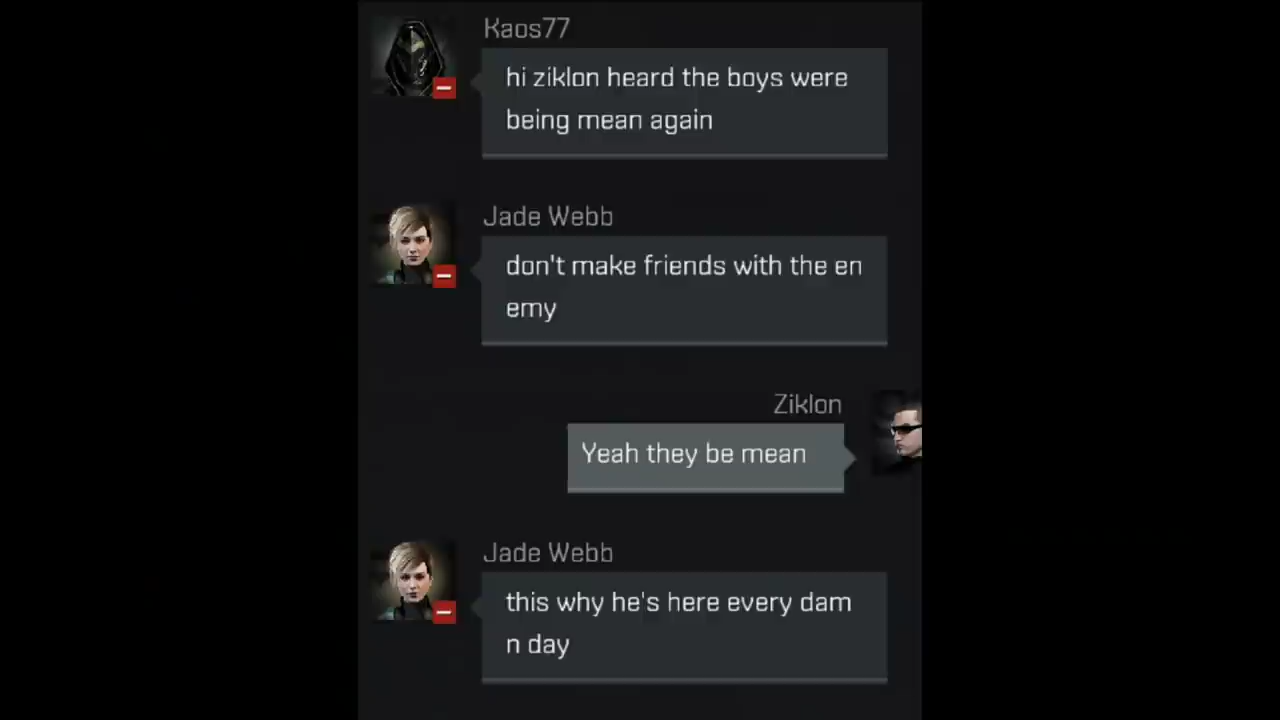 Kaos77
hi ziklon heard the boys were
being mean again
Jade Webb
don't make friends with the en
emy
Ziklon
Yeah they be mean
Jade Webb
this why he's here every dam
n day